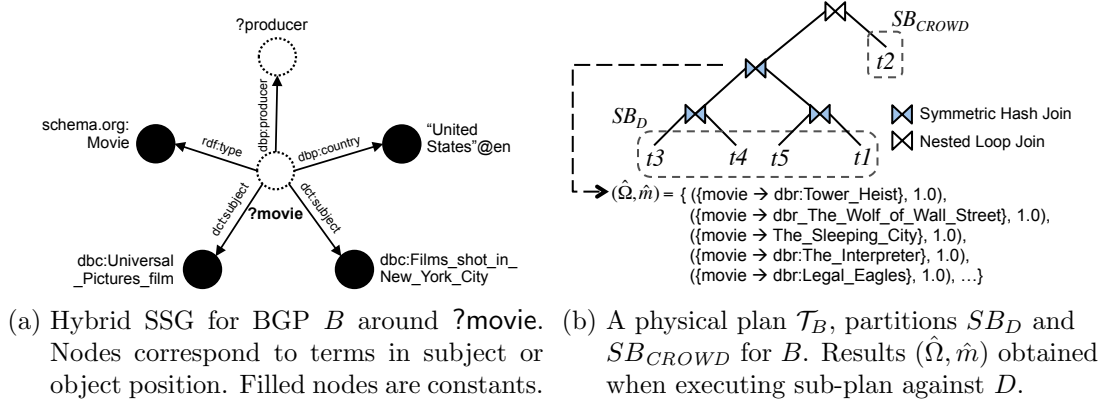 ?producer
dbp:producer
schema.org:
Movie
rdf:type
dbp:country
“United
States”@en
?movie
dct:subject
dct:subject
dbc:Universal
_Pictures_film
dbc:Films_shot_in_
New_York_City
(a) Hybrid SSG for BGP B around ?movie.
Nodes correspond to terms in subject or
object position. Filled nodes are constants.
SB_CROWD
t2
SB_D
t3 t4 t5 t1
Symmetric Hash Join
Nested Loop Join
(Ω̂, m̂) = { ({movie → dbr:Tower_Heist}, 1.0),
({movie → dbr_The_Wolf_of_Wall_Street}, 1.0),
({movie → The_Sleeping_City}, 1.0),
({movie → dbr:The_Interpreter}, 1.0),
({movie → dbr:Legal_Eagles}, 1.0), …}
(b) A physical plan 𝒯_B, partitions SB_D and
SB_CROWD for B. Results (Ω̂, m̂) obtained
when executing sub-plan against D.